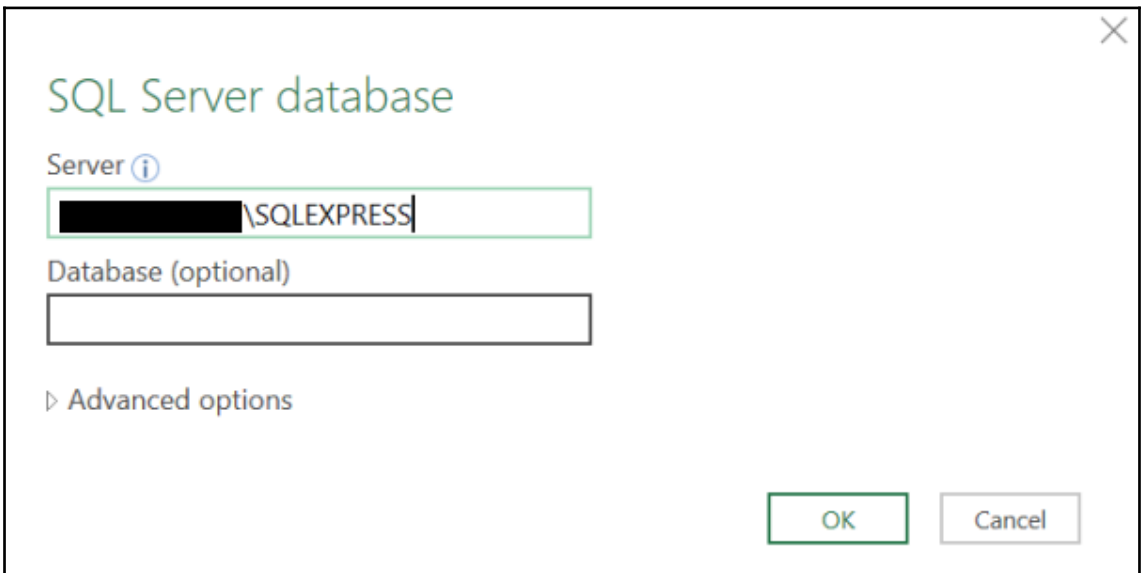 SQL Server database
Server
\SQLEXPRESS
Database (optional)
Advanced options
OK
Cancel